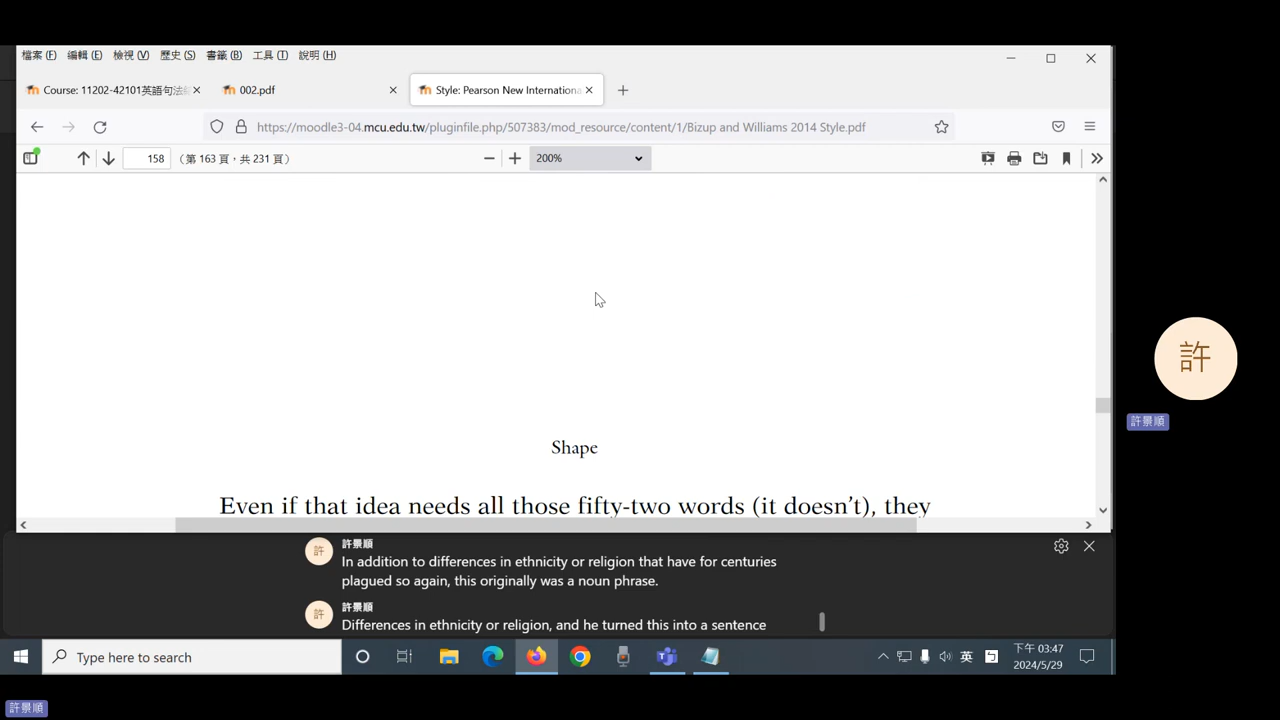 檔案 (F) 編輯 (E) 檢視 (V) 歷史 (S) 書籤 (B) 工具 (T) 說明 (H)
Course: 11202-42101英語句法
002.pdf
Style: Pearson New Internationa
https://moodle3-04.mcu.edu.tw/pluginfile.php/507383/mod_resource/content/1/Bizup and Williams 2014 Style.pdf
158 (第 163 頁，共 231 頁) 200%
Shape
Even if that idea needs all those fifty-two words (it doesn’t), they
許
許景順
許
許景順
In addition to differences in ethnicity or religion that have for centuries
plagued so again, this originally was a noun phrase.
許
許景順
Differences in ethnicity or religion, and he turned this into a sentence
Type here to search
英
下午 03:47
2024/5/29
許景順